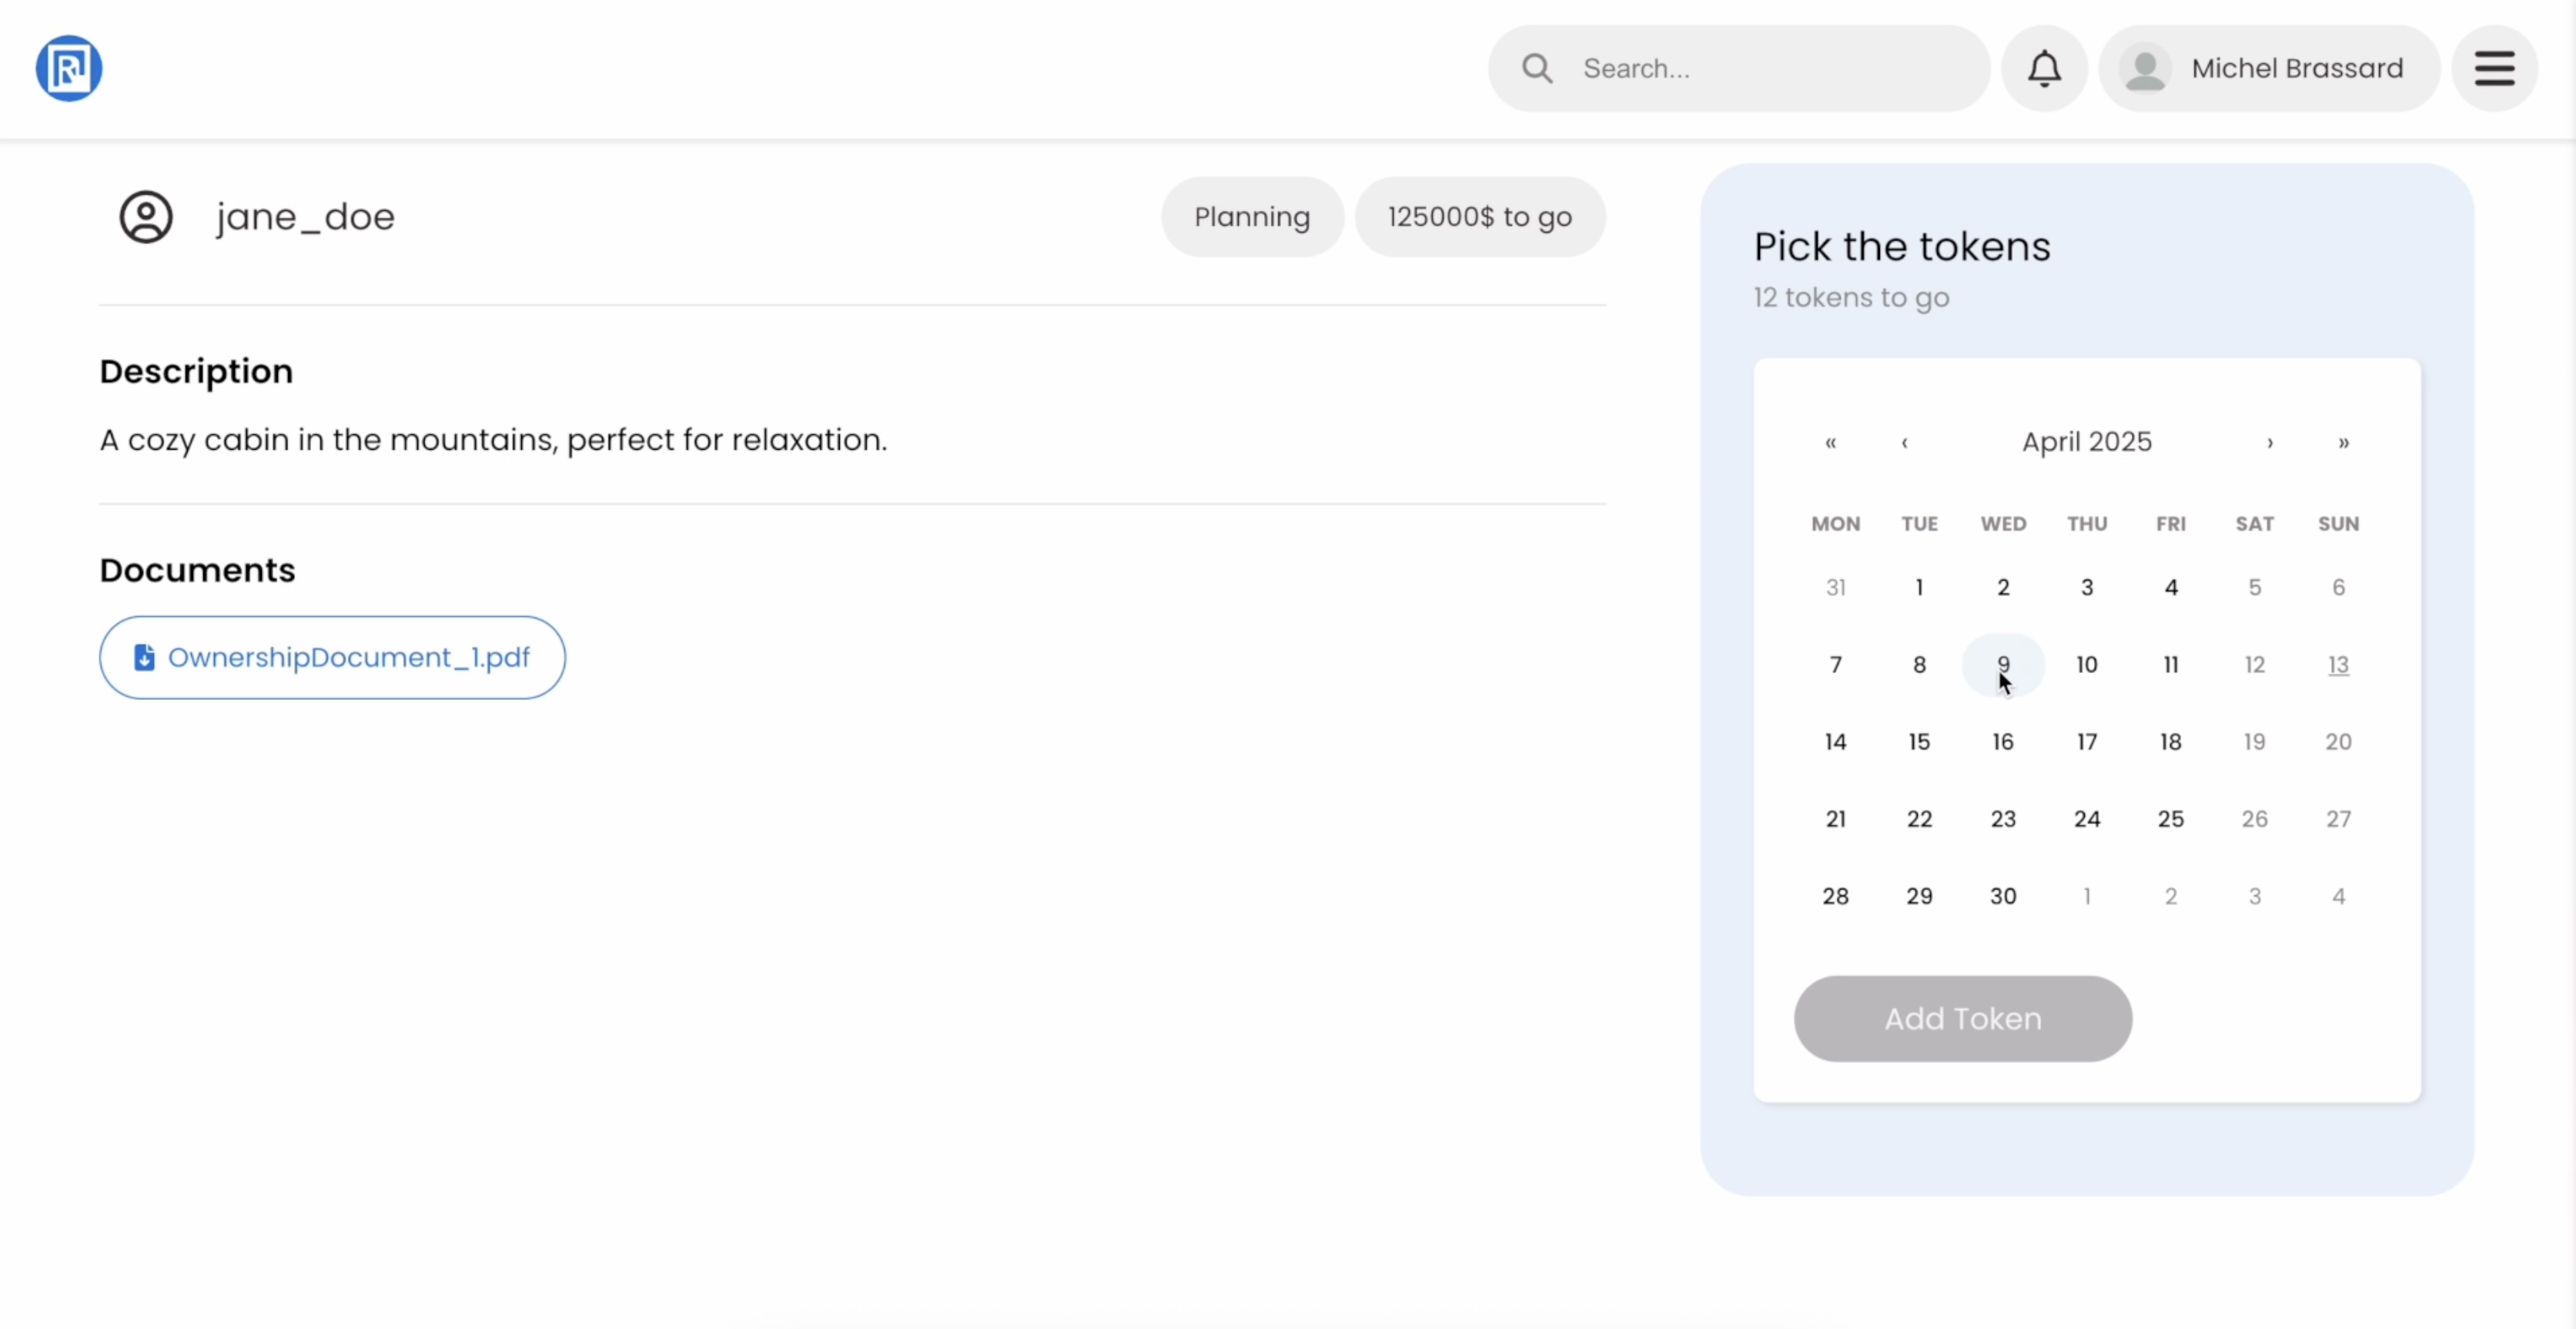 R
Search...
Michel Brassard
jane_doe
Planning
125000$ to go
Description
A cozy cabin in the mountains, perfect for relaxation.
Documents
OwnershipDocument_1.pdf
Pick the tokens
12 tokens to go
« ‹ April 2025 › »
MON TUE WED THU FRI SAT SUN
31 1 2 3 4 5 6
7 8 9 10 11 12 13
14 15 16 17 18 19 20
21 22 23 24 25 26 27
28 29 30 1 2 3 4
Add Token